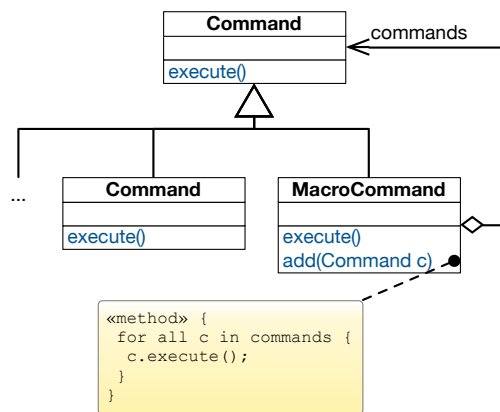 Command
commands
execute()
...
Command
MacroCommand
execute()
execute()
add(Command c)
«method» {
for all c in commands {
c.execute();
}
}